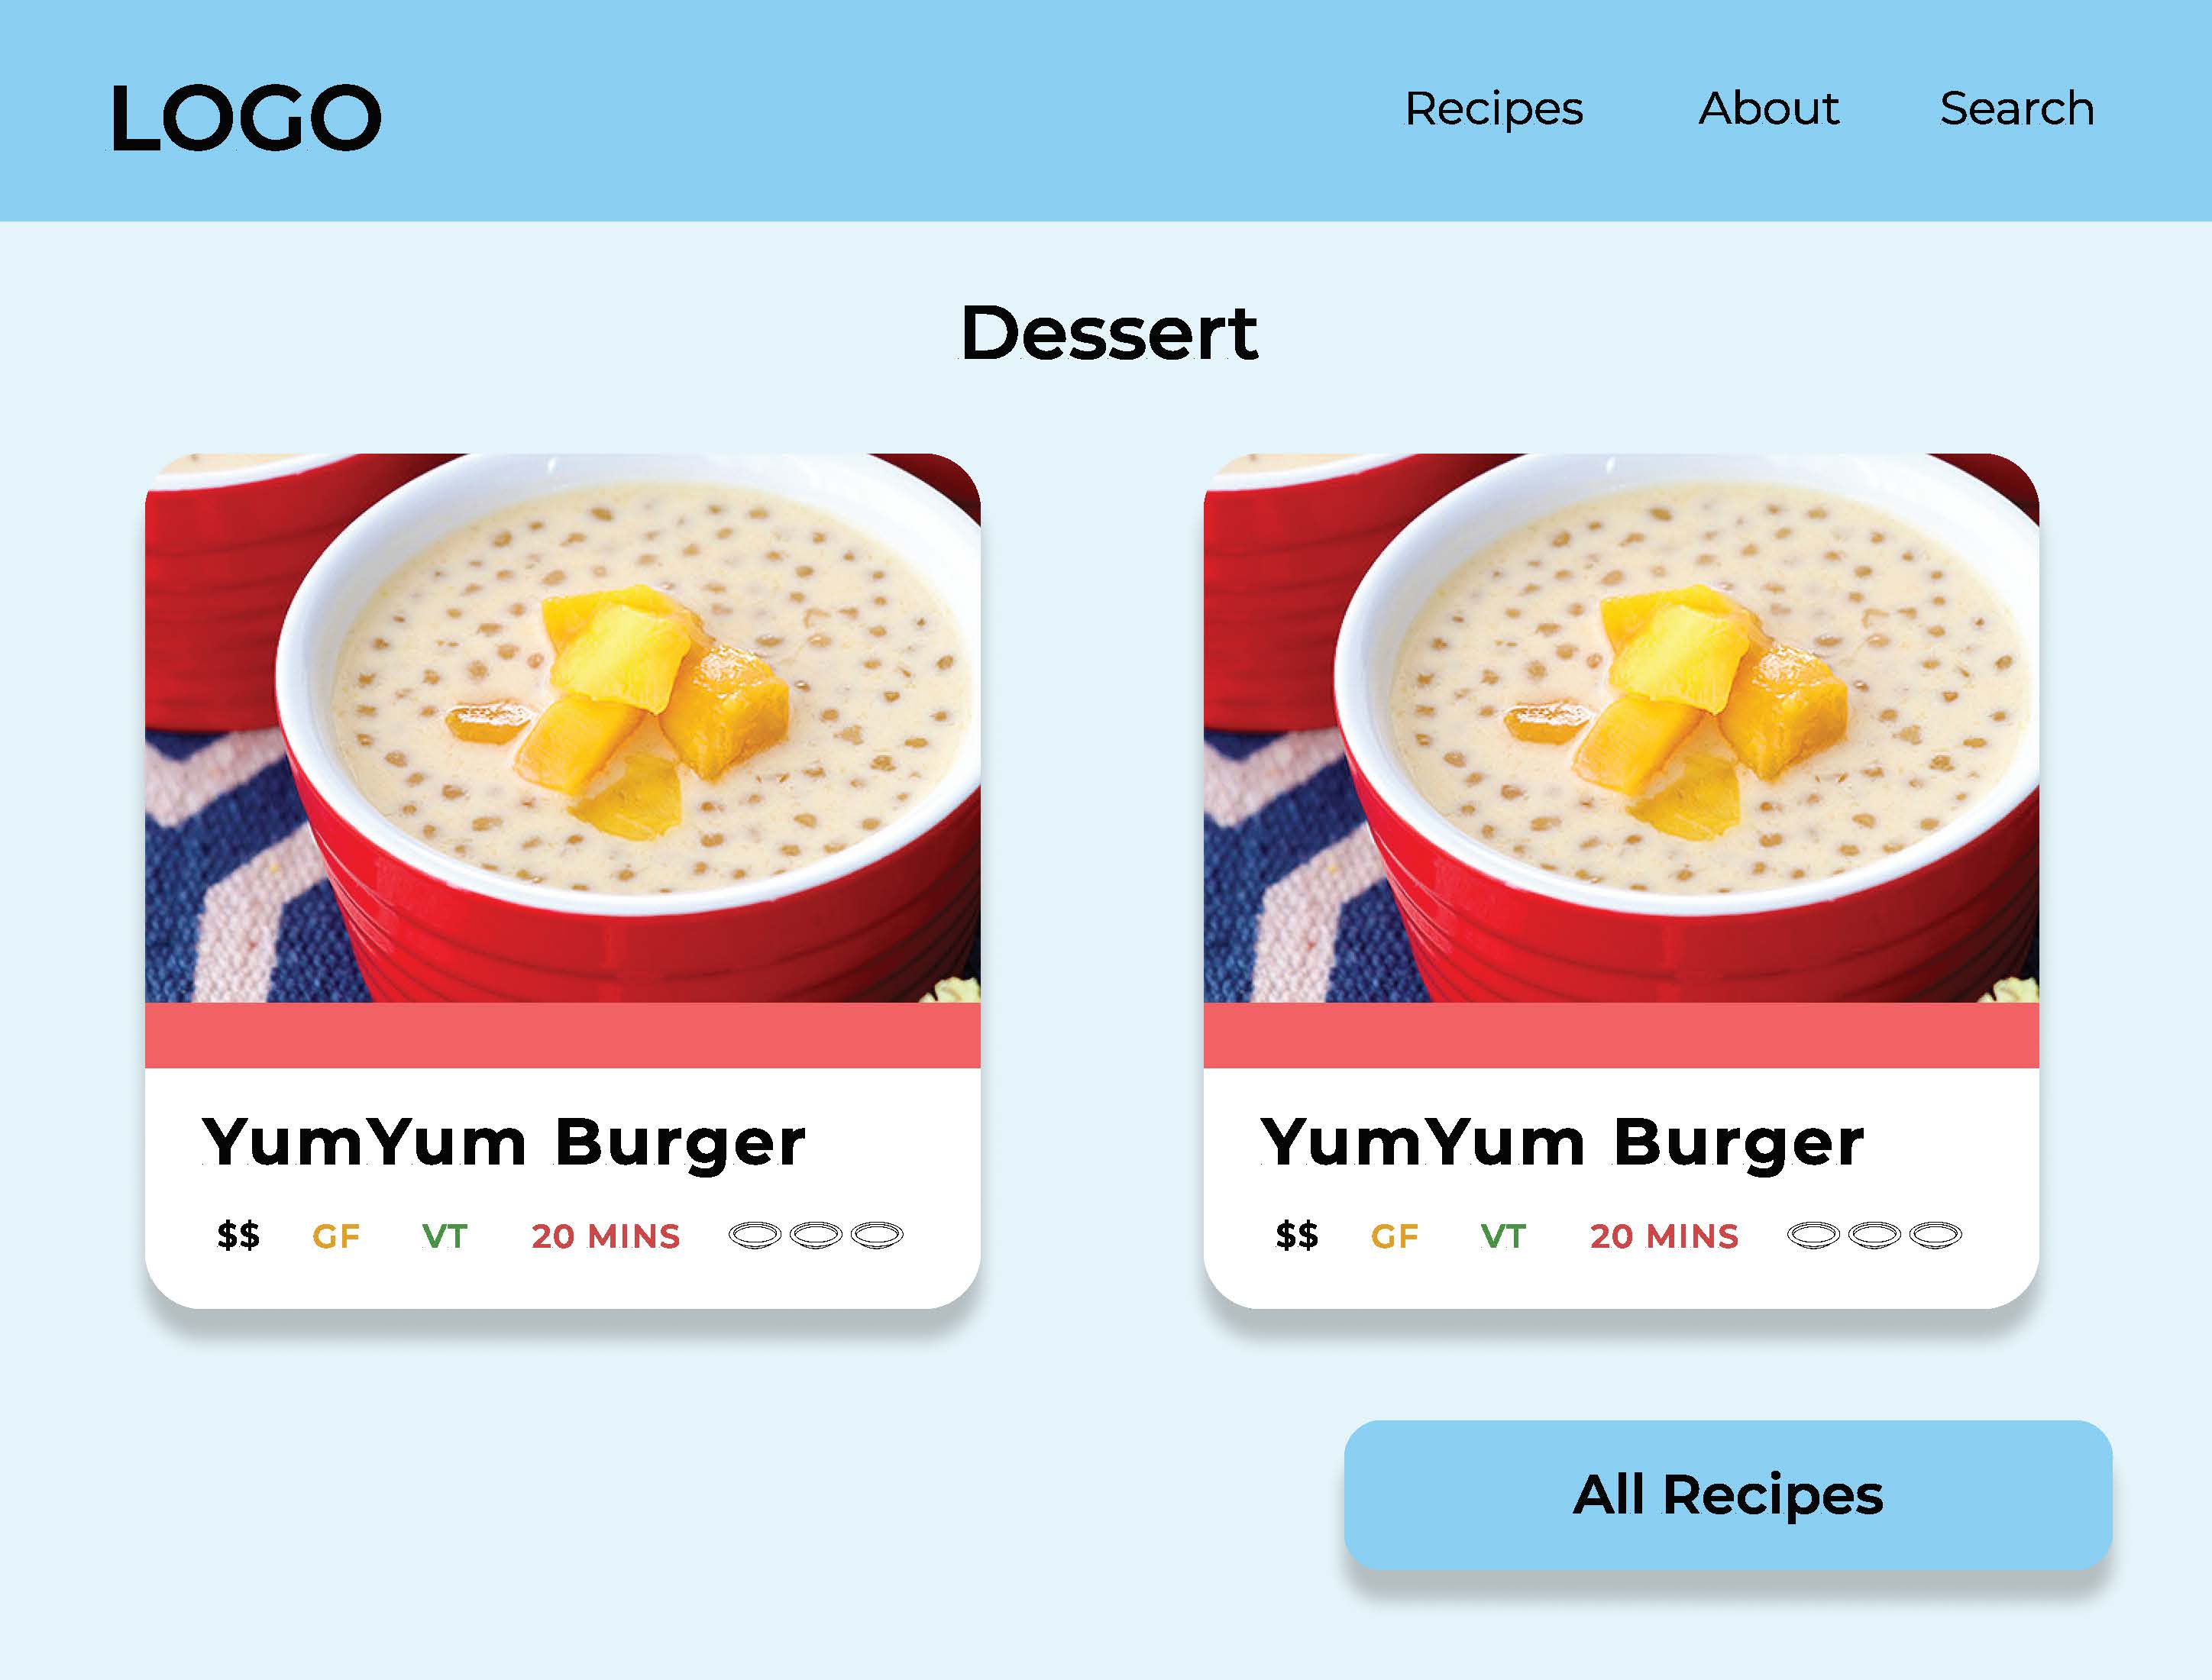 LOGO Recipes About Search
Dessert
YumYum Burger
$$ GF VT 20 MINS
YumYum Burger
$$ GF VT 20 MINS
All Recipes